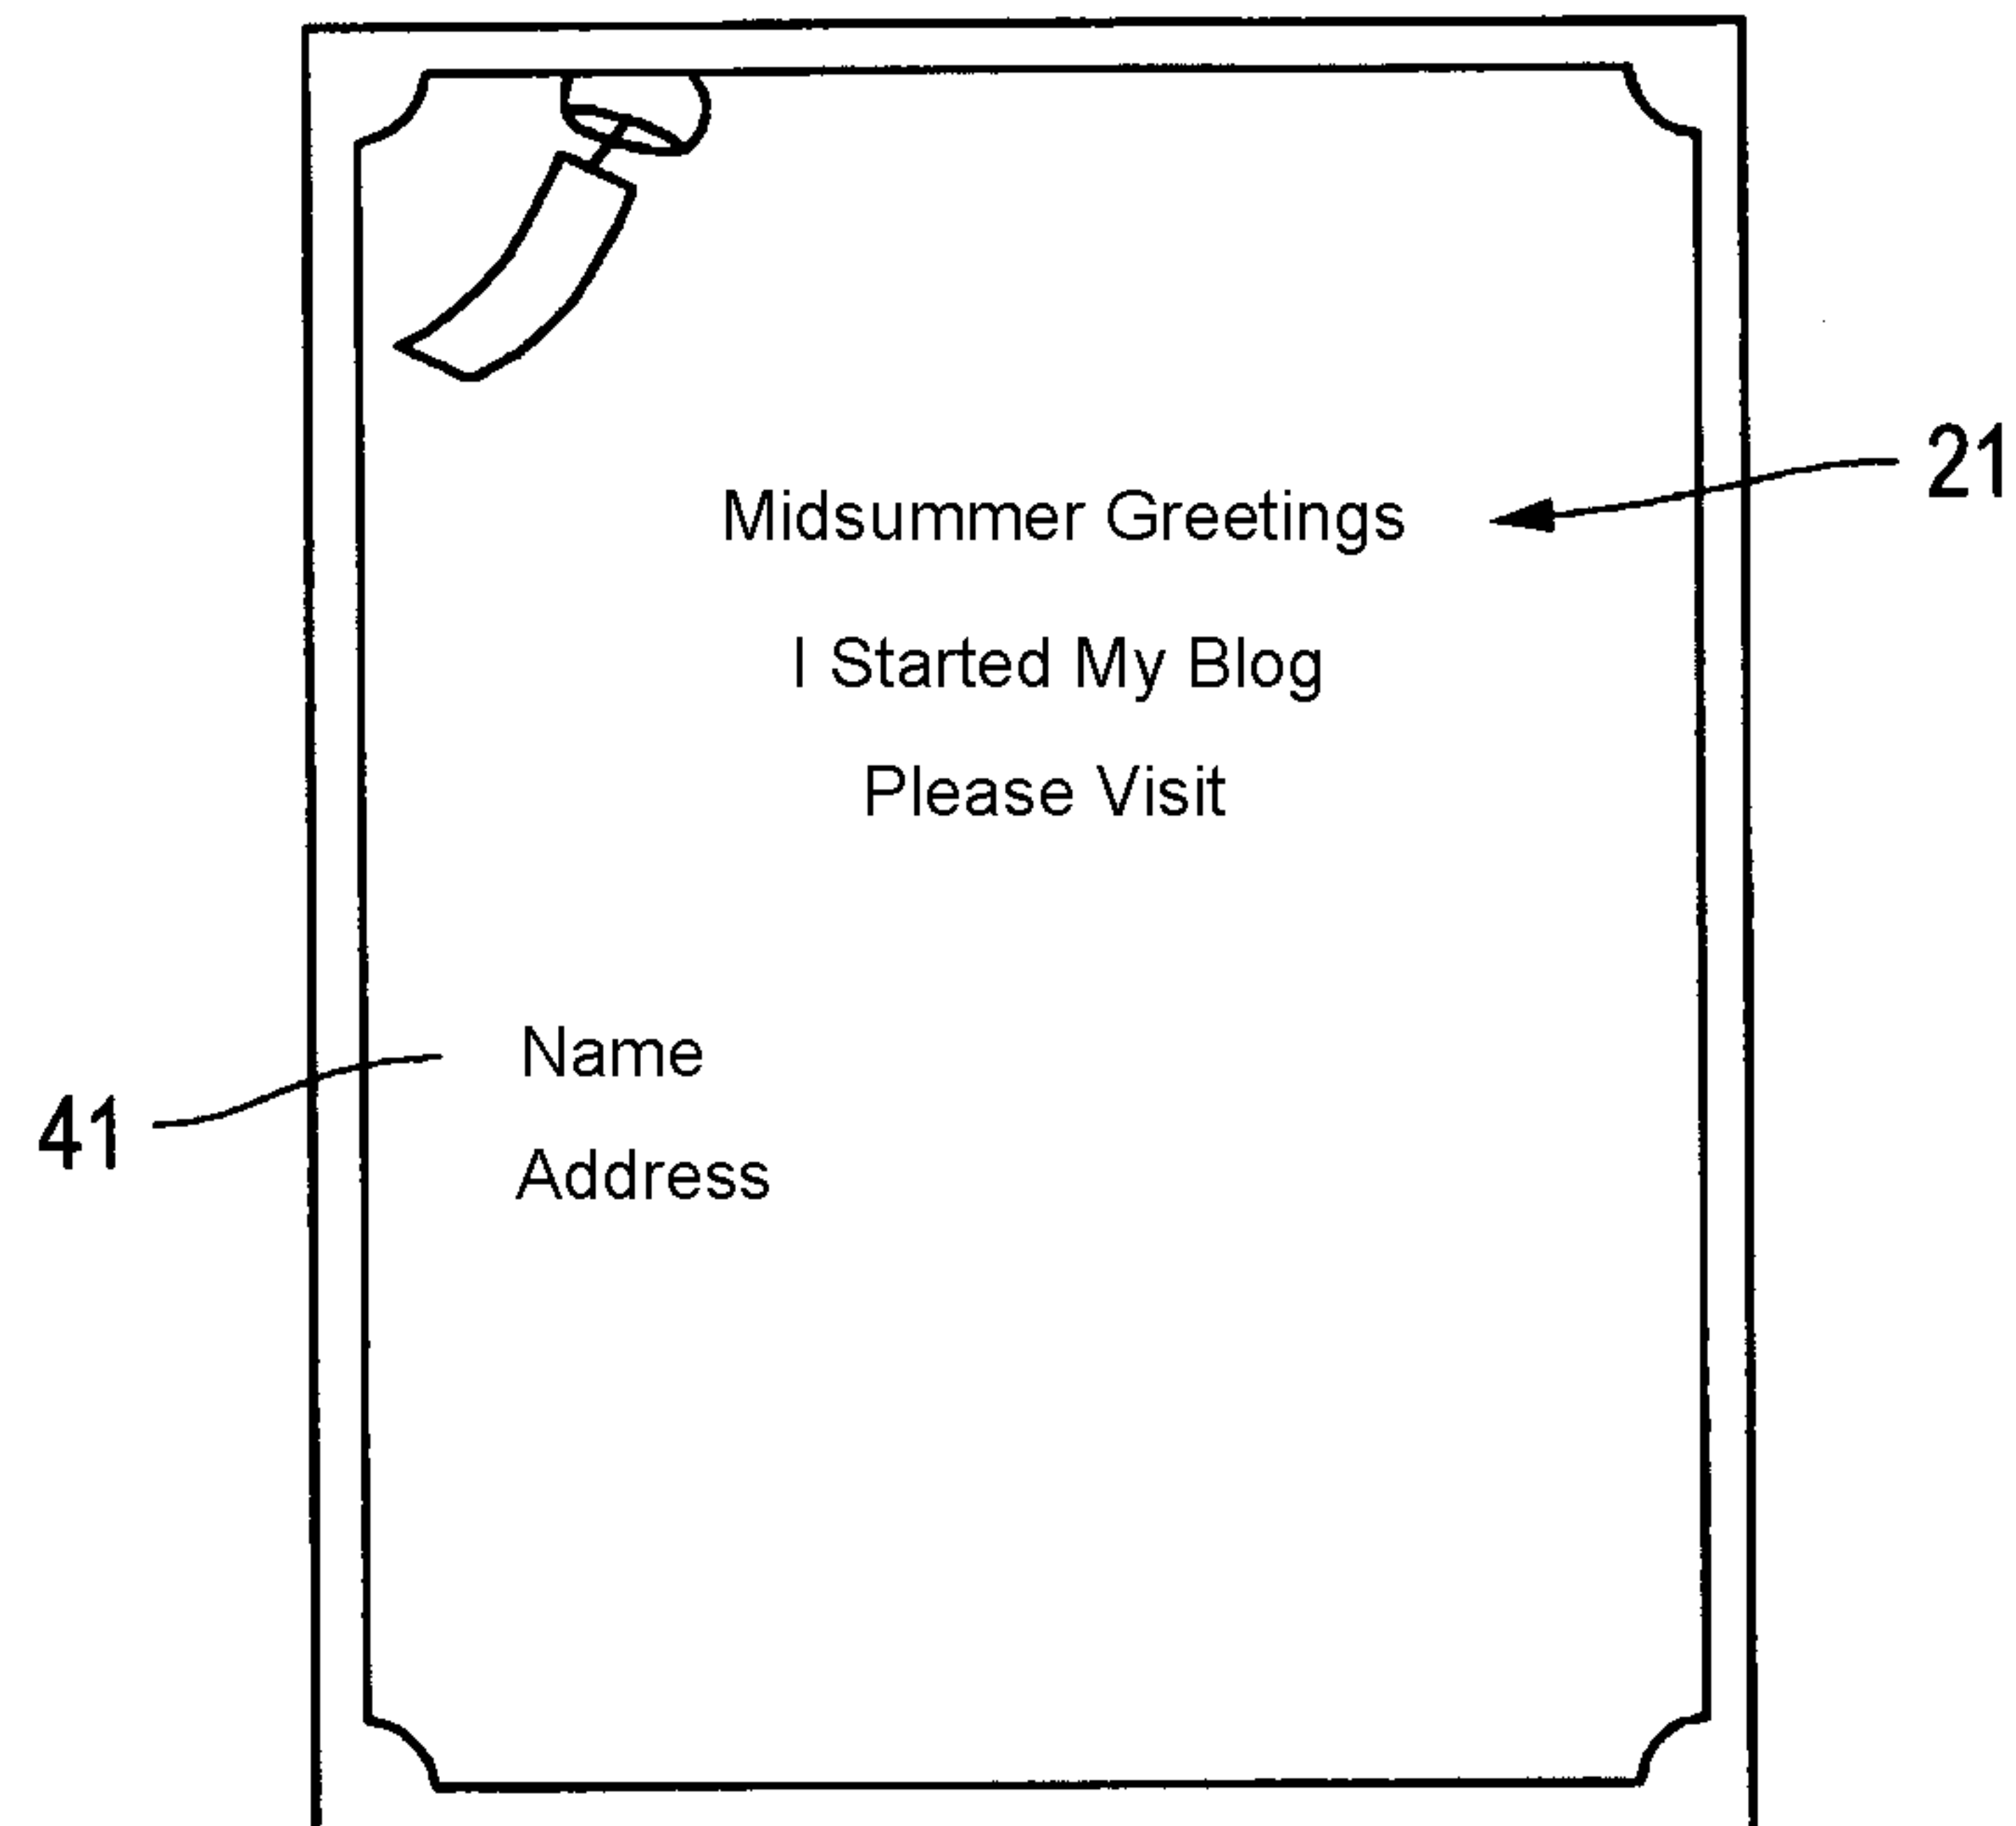 Midsummer Greetings
21
I Started My Blog
Please Visit
Name
41
Address